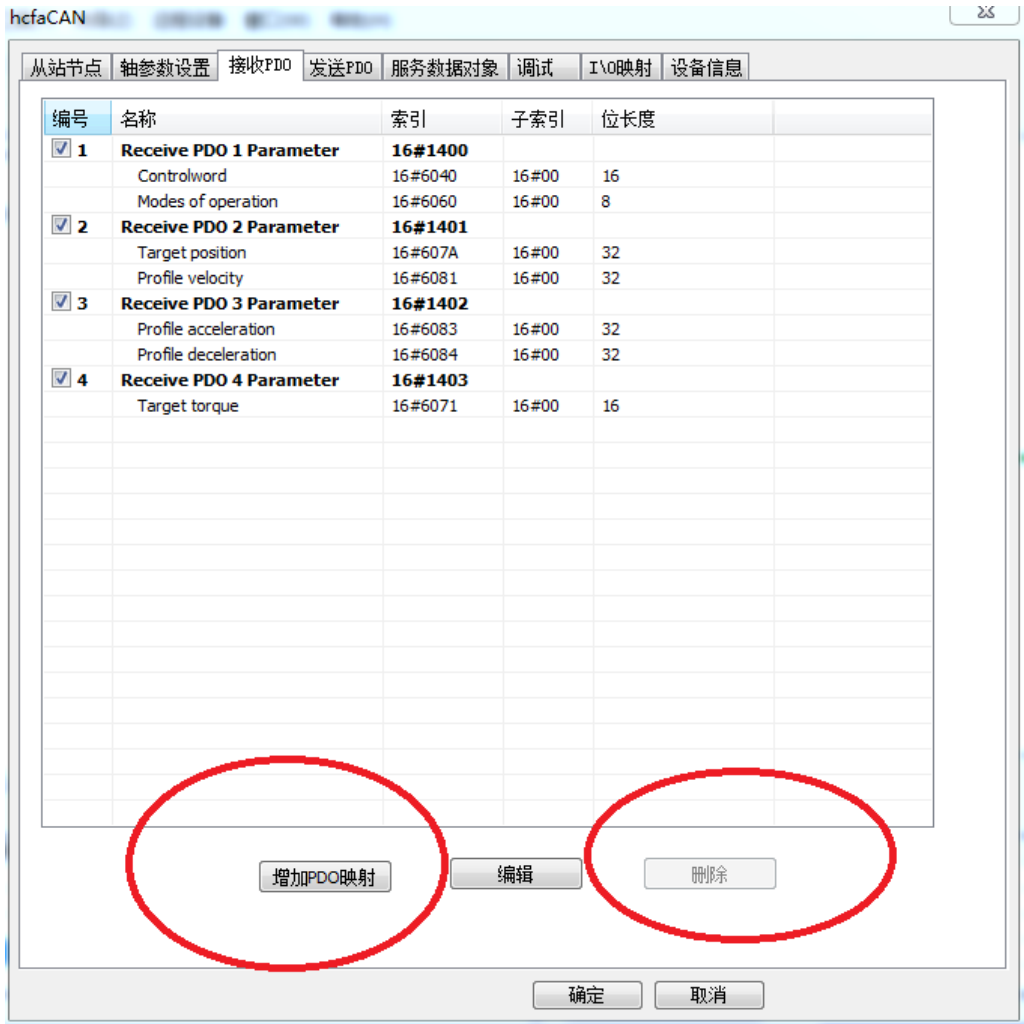 hcfaCAN
从站节点 轴参数设置 接收PDO 发送PDO 服务数据对象 调试 I\O映射 设备信息
编号 名称 索引 子索引 位长度
1 Receive PDO 1 Parameter 16#1400
Controlword 16#6040 16#00 16
Modes of operation 16#6060 16#00 8
2 Receive PDO 2 Parameter 16#1401
Target position 16#607A 16#00 32
Profile velocity 16#6081 16#00 32
3 Receive PDO 3 Parameter 16#1402
Profile acceleration 16#6083 16#00 32
Profile deceleration 16#6084 16#00 32
4 Receive PDO 4 Parameter 16#1403
Target torque 16#6071 16#00 16
增加PDO映射 编辑 删除
确定 取消